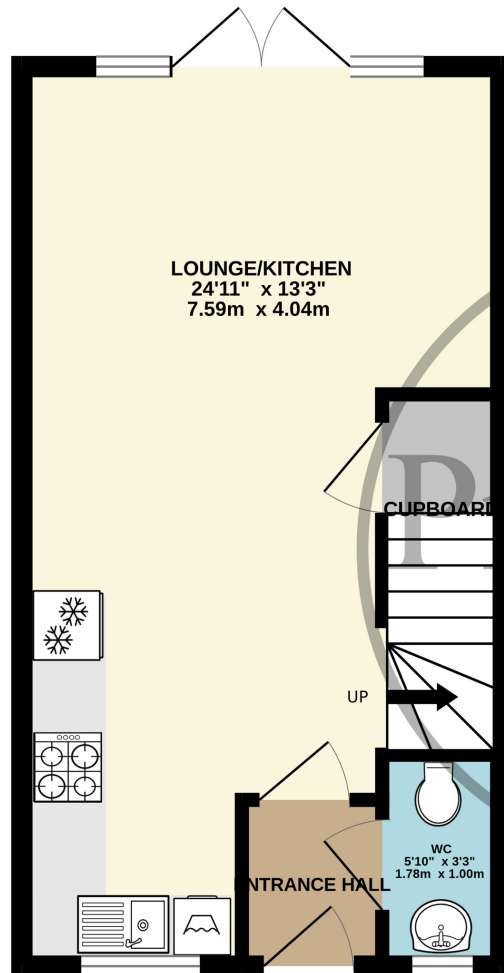 LOUNGE/KITCHEN
24'11" x 13'3"
7.59m x 4.04m
CUPBOARD
UP
WC
5'10" x 3'3"
1.78m x 1.00m
ENTRANCE HALL